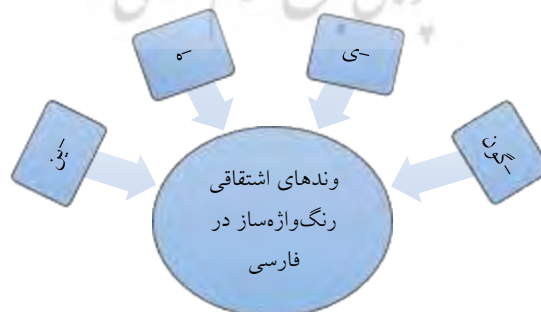 -گون
-ی
-ه
-ین
وندهای اشتقاقی
رنگ‌واژه‌ساز در
فارسی